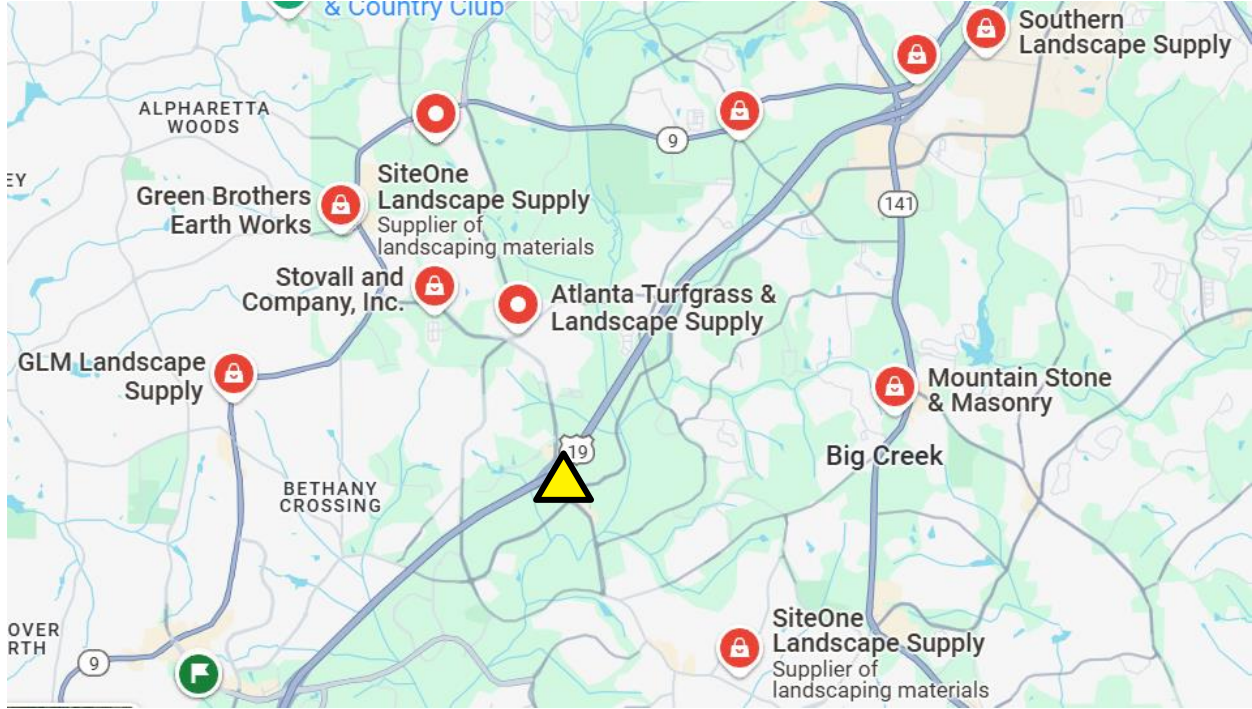 & Country Club
Southern
Landscape Supply
ALPHARETTA
WOODS
9
EY
SiteOne
Landscape Supply
Supplier of
landscaping materials
Green Brothers
Earth Works
141
Stovall and
Company, Inc.
Atlanta Turfgrass &
Landscape Supply
GLM Landscape
Supply
Mountain Stone
& Masonry
19
Big Creek
BETHANY
CROSSING
OVER
RTH
9
SiteOne
Landscape Supply
Supplier of
landscaping materials